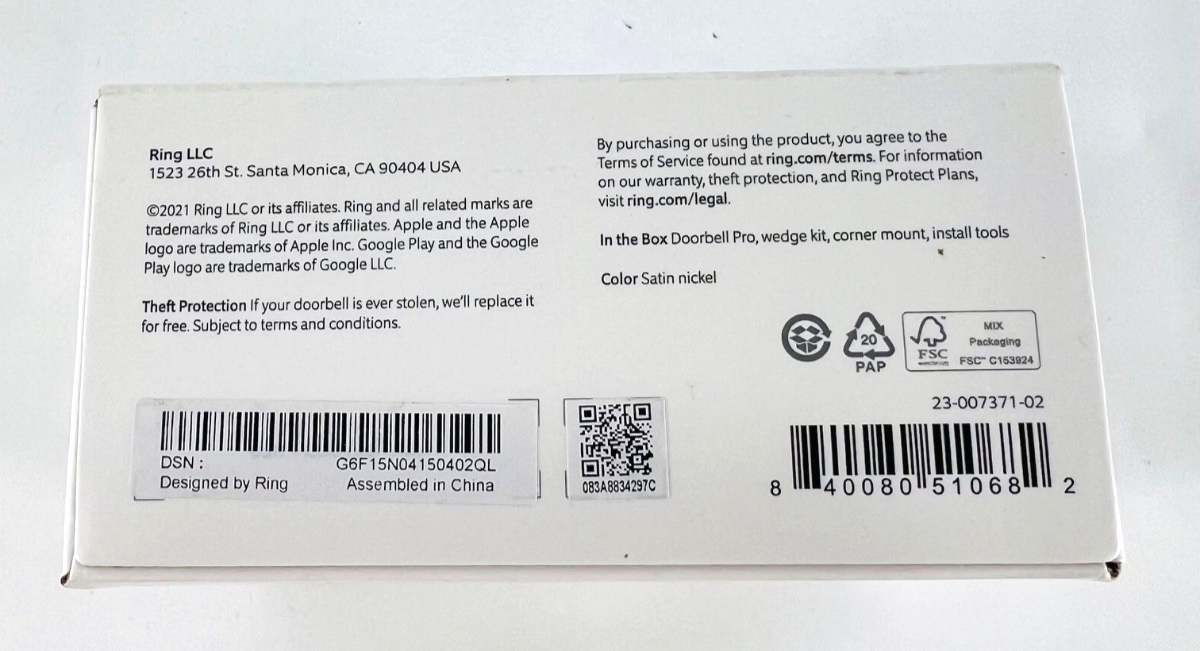 Ring LLC
1523 26th St. Santa Monica, CA 90404 USA
©2021 Ring LLC or its affiliates. Ring and all related marks are
trademarks of Ring LLC or its affiliates. Apple and the Apple
logo are trademarks of Apple Inc. Google Play and the Google
Play logo are trademarks of Google LLC.
Theft Protection If your doorbell is ever stolen, we'll replace it
for free. Subject to terms and conditions.
By purchasing or using the product, you agree to the
Terms of Service found at ring.com/terms. For information
on our warranty, theft protection, and Ring Protect Plans,
visit ring.com/legal.
In the Box Doorbell Pro, wedge kit, corner mount, install tools
Color Satin nickel
20
PAP
FSC
MIX
Packaging
FSC™ C153924
DSN :
G6F15N04150402QL
Designed by Ring
Assembled in China
083A8834297C
23-007371-02
8 40080 51068 2